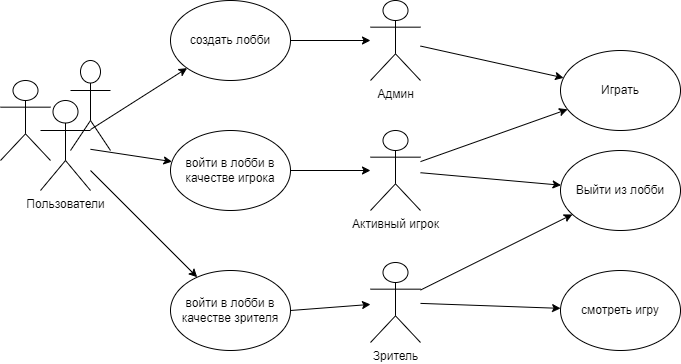 создать лобби
Админ
Играть
войти в лобби в
качестве игрока
Активный игрок
Выйти из лобби
Пользователи
войти в лобби в
качестве зрителя
Зритель
смотреть игру